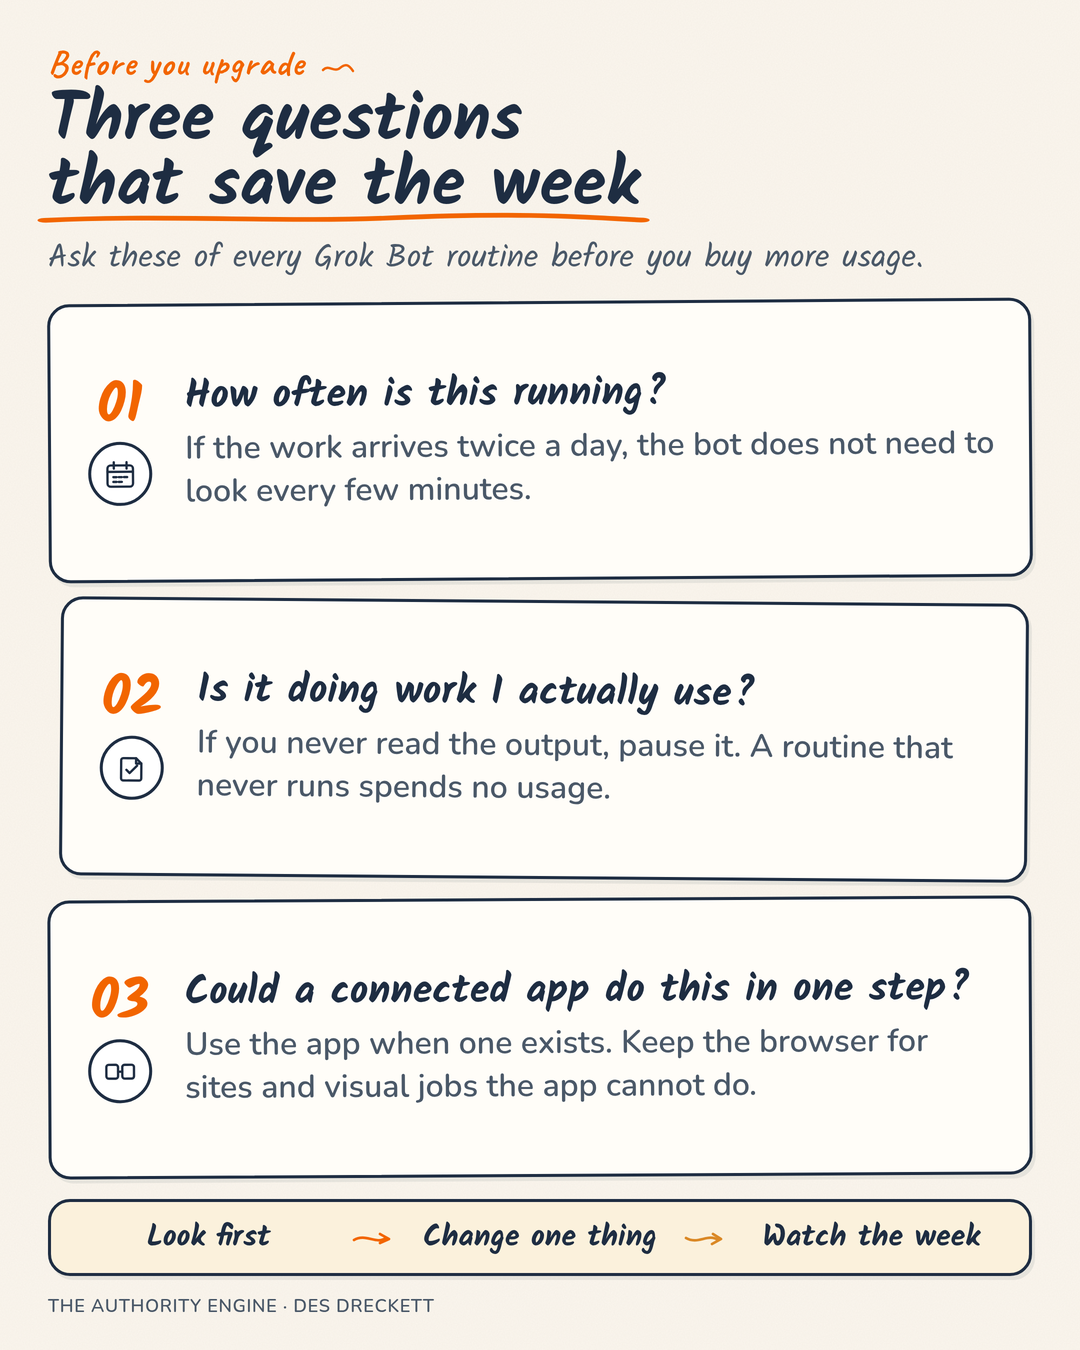 Before you upgrade
Three questions
that save the week
Ask these of every Grok Bot routine before you buy more usage.
01
How often is this running?
If the work arrives twice a day, the bot does not need to
look every few minutes.
02
Is it doing work I actually use?
If you never read the output, pause it. A routine that
never runs spends no usage.
03
Could a connected app do this in one step?
Use the app when one exists. Keep the browser for
sites and visual jobs the app cannot do.
Look first → Change one thing → Watch the week
THE AUTHORITY ENGINE · DES DRECKETT